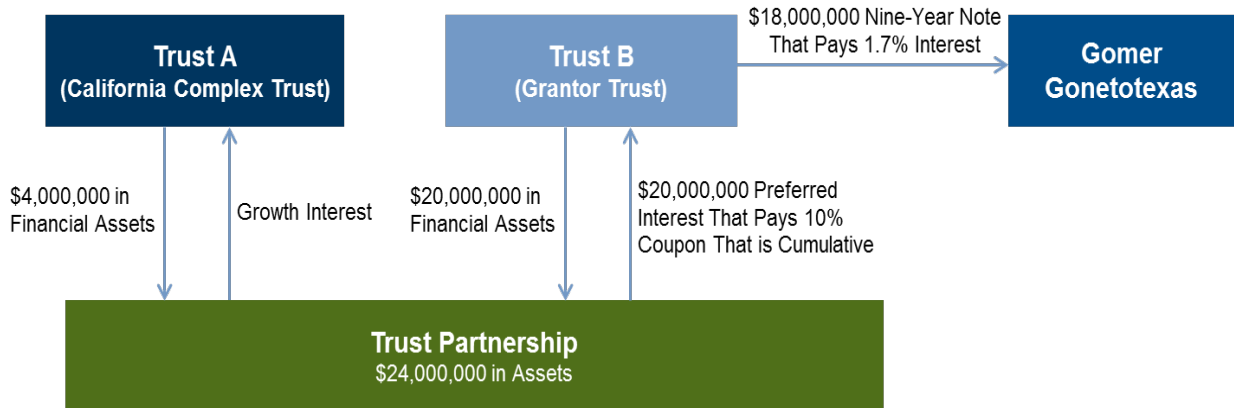 Trust A
(California Complex Trust)
Trust B
(Grantor Trust)
$18,000,000 Nine-Year Note
That Pays 1.7% Interest
Gomer
Gonetotexas
$4,000,000 in
Financial Assets
Growth Interest
$20,000,000 in
Financial Assets
$20,000,000 Preferred
Interest That Pays 10%
Coupon That is Cumulative
Trust Partnership
$24,000,000 in Assets